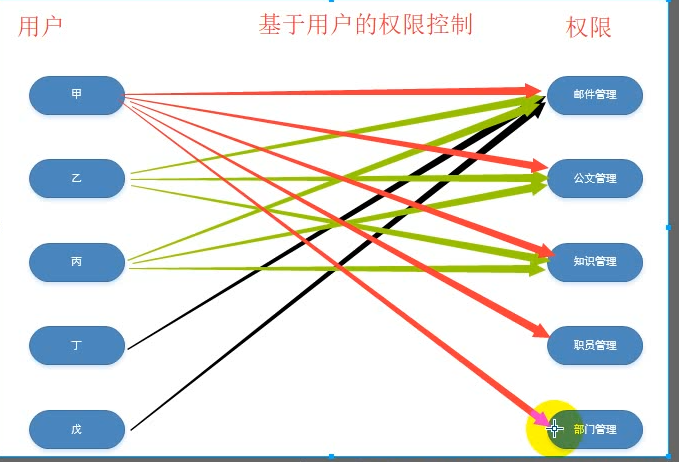 用户
基于用户的权限控制
权限
甲
邮件管理
乙
公文管理
丙
知识管理
丁
职员管理
戊
部门管理